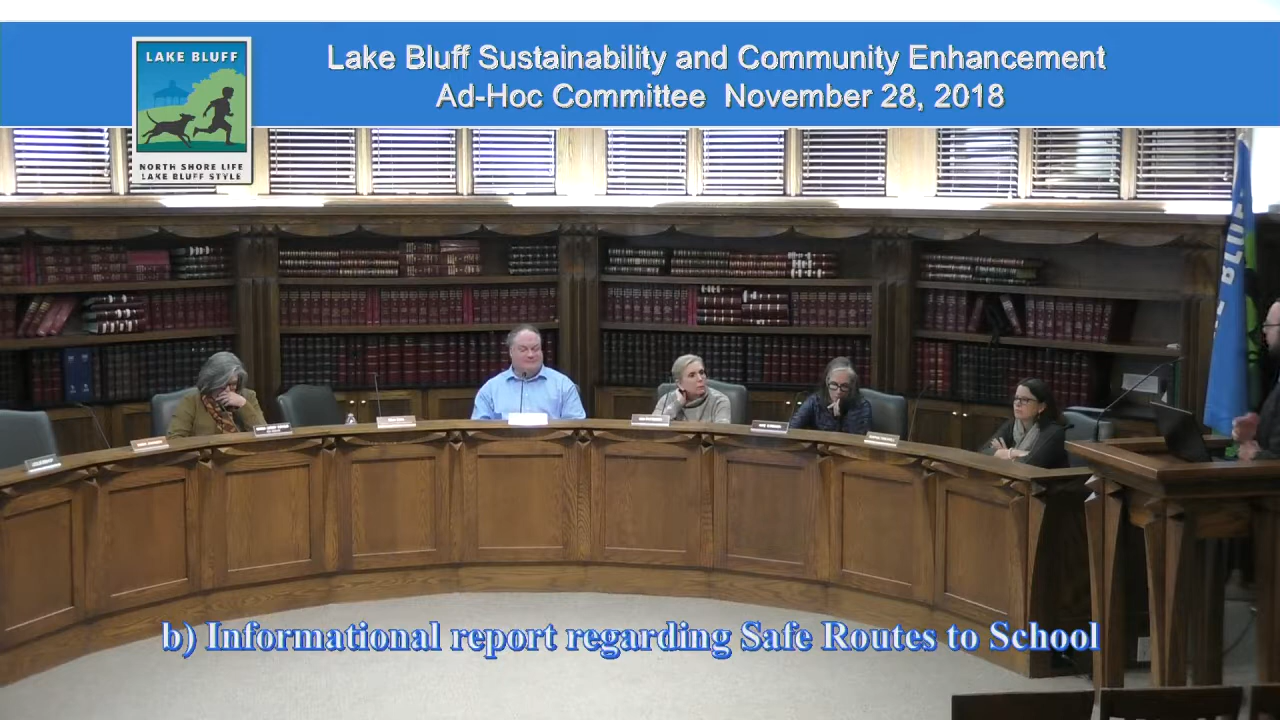 LAKE BLUFF
Lake Bluff Sustainability and Community Enhancement
Ad-Hoc Committee November 28, 2018
NORTH SHORE LIFE
LAKE BLUFF STYLE
b) Informational report regarding Safe Routes to School